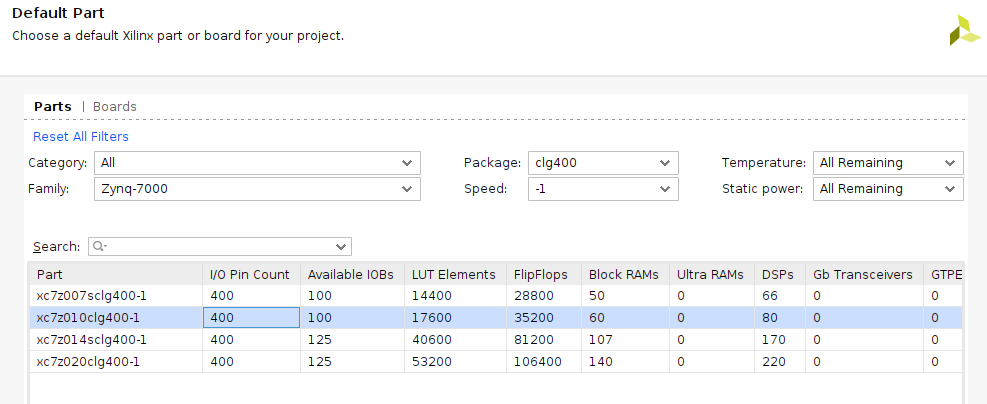 Default Part
Choose a default Xilinx part or board for your project.
Parts | Boards
Reset All Filters
Category: All Package: clg400 Temperature: All Remaining
Family: Zynq-7000 Speed: -1 Static power: All Remaining
Search:
Part I/O Pin Count Available IOBs LUT Elements FlipFlops Block RAMs Ultra RAMs DSPs Gb Transceivers GTPE
xc7z007sclg400-1 400 100 14400 28800 50 0 66 0 0
xc7z010clg400-1 400 100 17600 35200 60 0 80 0 0
xc7z014sclg400-1 400 125 40600 81200 107 0 170 0 0
xc7z020clg400-1 400 125 53200 106400 140 0 220 0 0